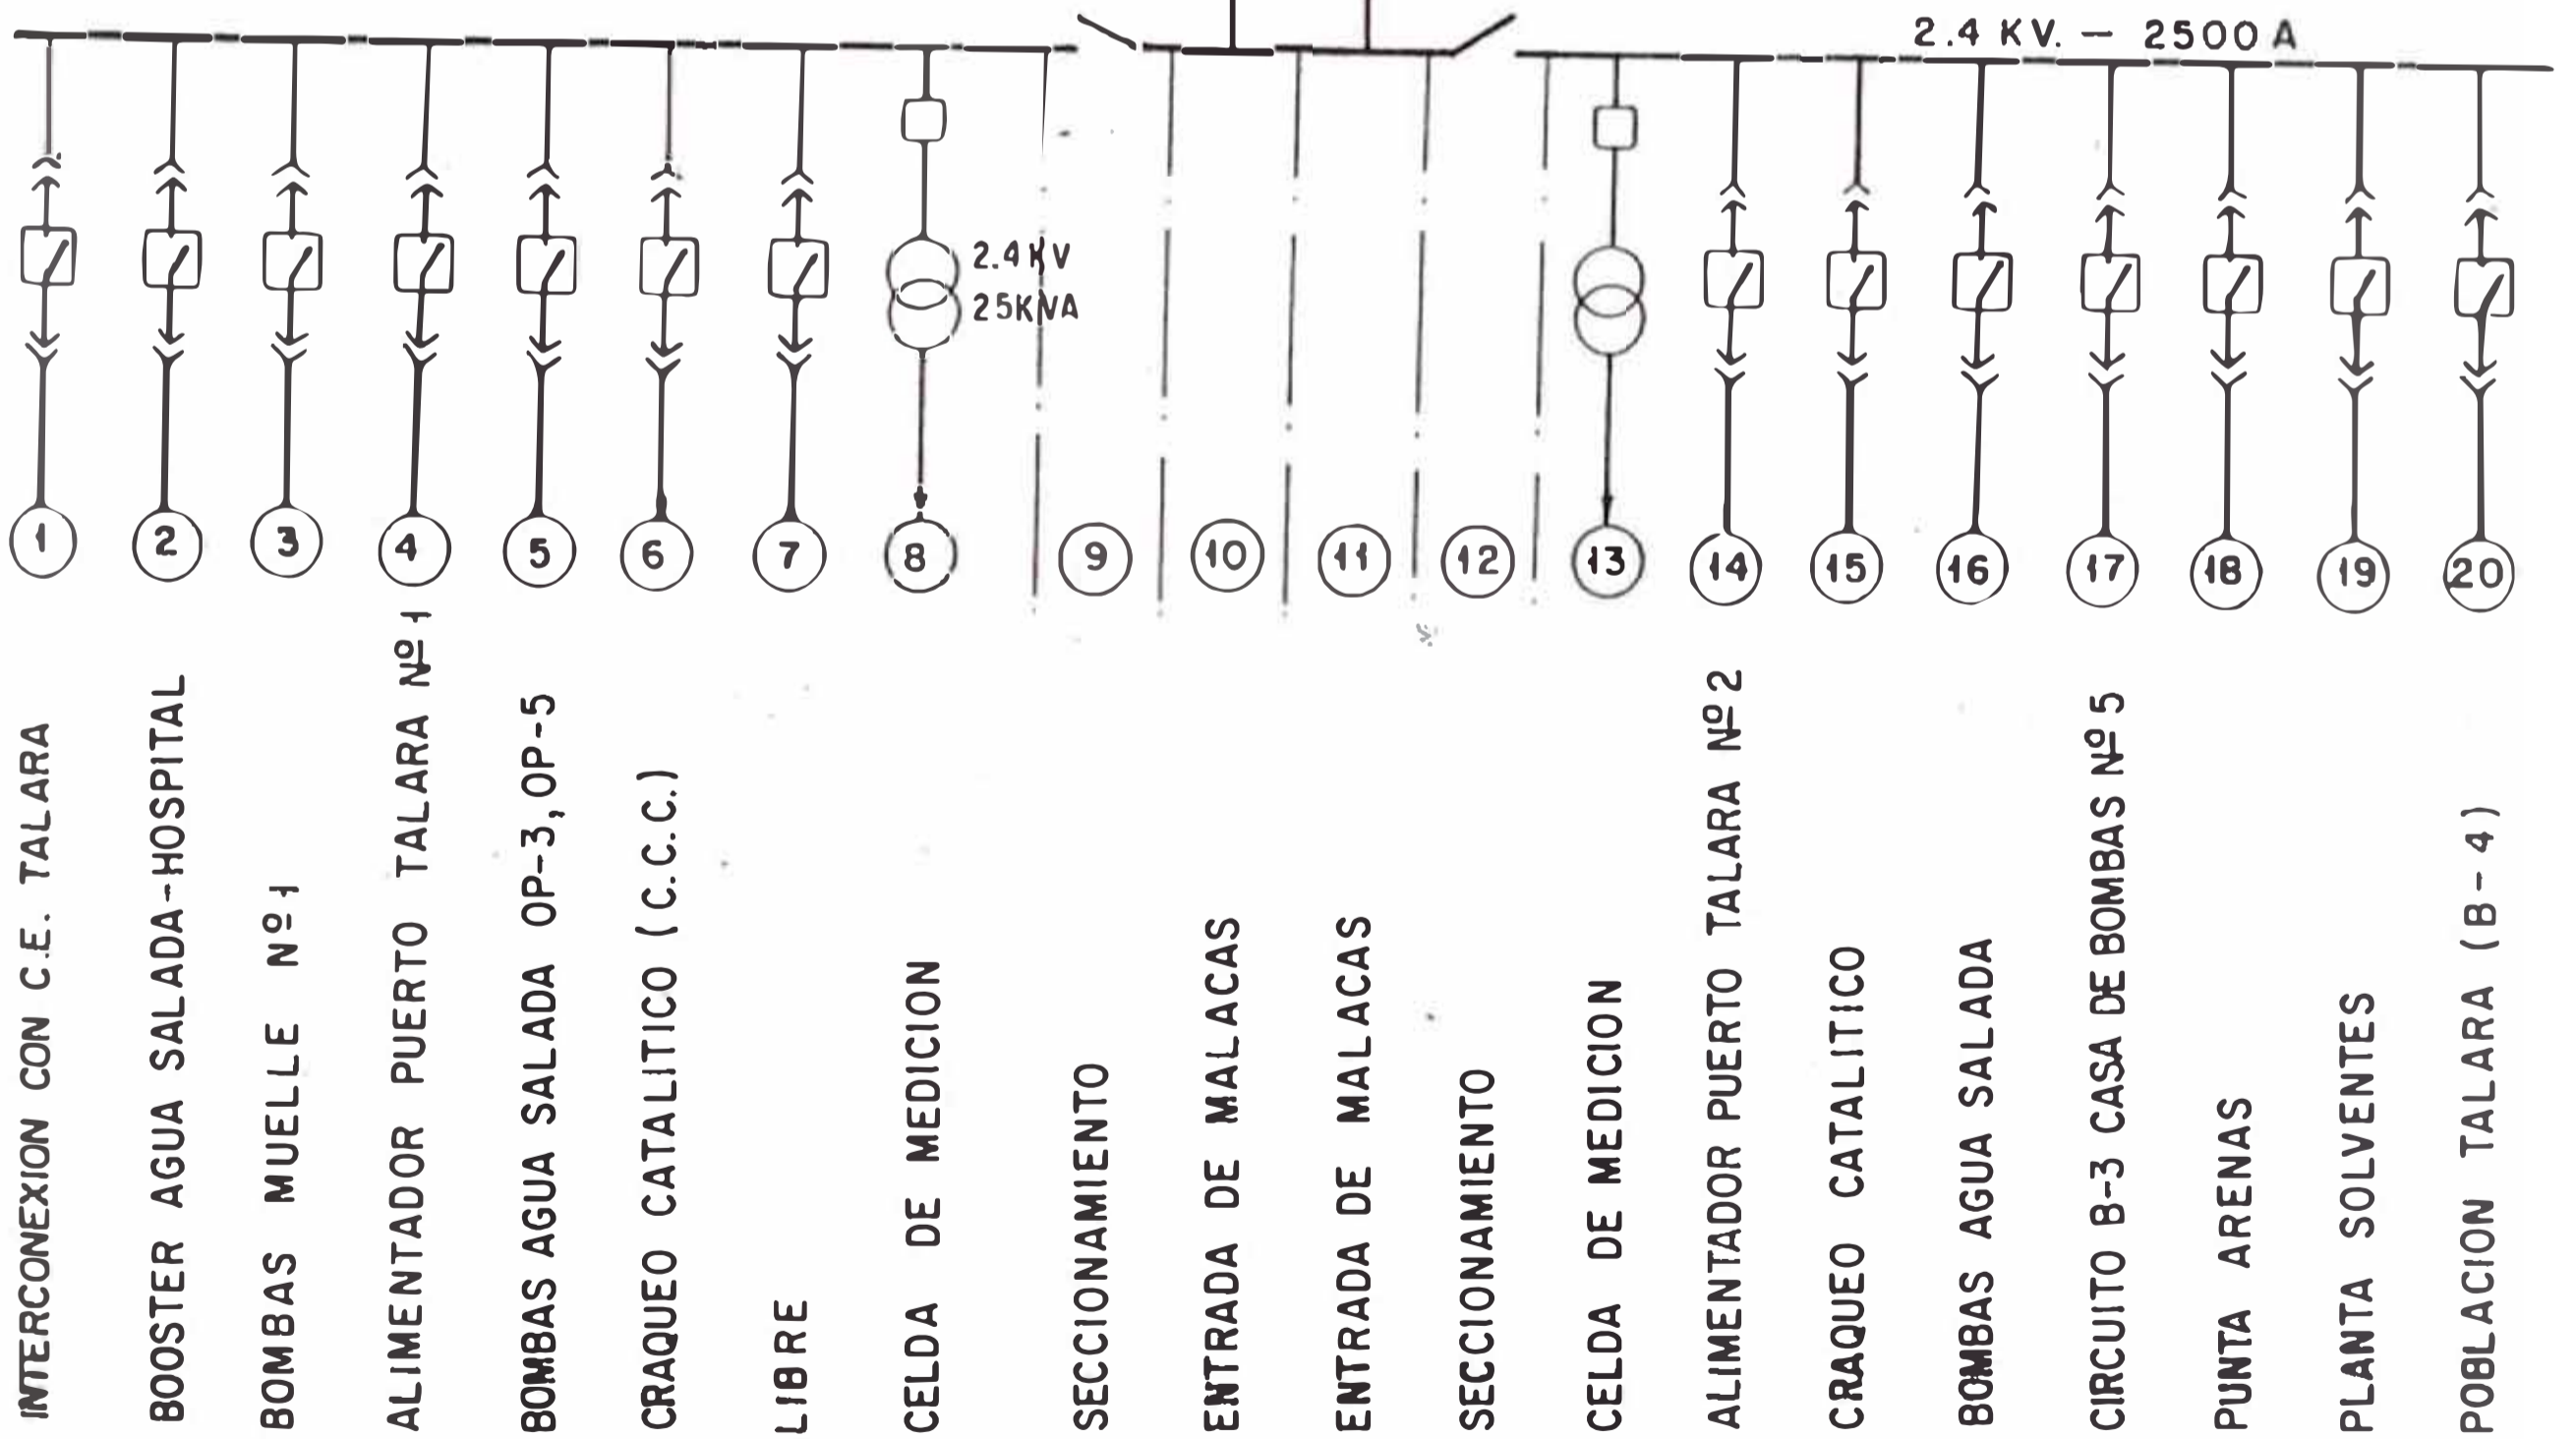 2.4 KV. - 2500 A
2.4 KV
25KVA
1
2
3
4
5
6
7
8
9
10
11
12
13
14
15
16
17
18
19
20
INTERCONEXION CON C.E. TALARA
BOOSTER AGUA SALADA-HOSPITAL
BOMBAS MUELLE Nº 1
ALIMENTADOR PUERTO TALARA Nº 1
BOMBAS AGUA SALADA OP-3, OP-5
CRAQUEO CATALITICO (C.C.C.)
LIBRE
CELDA DE MEDICION
SECCIONAMIENTO
ENTRADA DE MALACAS
ENTRADA DE MALACAS
SECCIONAMIENTO
CELDA DE MEDICION
ALIMENTADOR PUERTO TALARA Nº 2
CRAQUEO CATALITICO
BOMBAS AGUA SALADA
CIRCUITO B-3 CASA DE BOMBAS Nº 5
PUNTA ARENAS
PLANTA SOLVENTES
POBLACION TALARA (B-4)